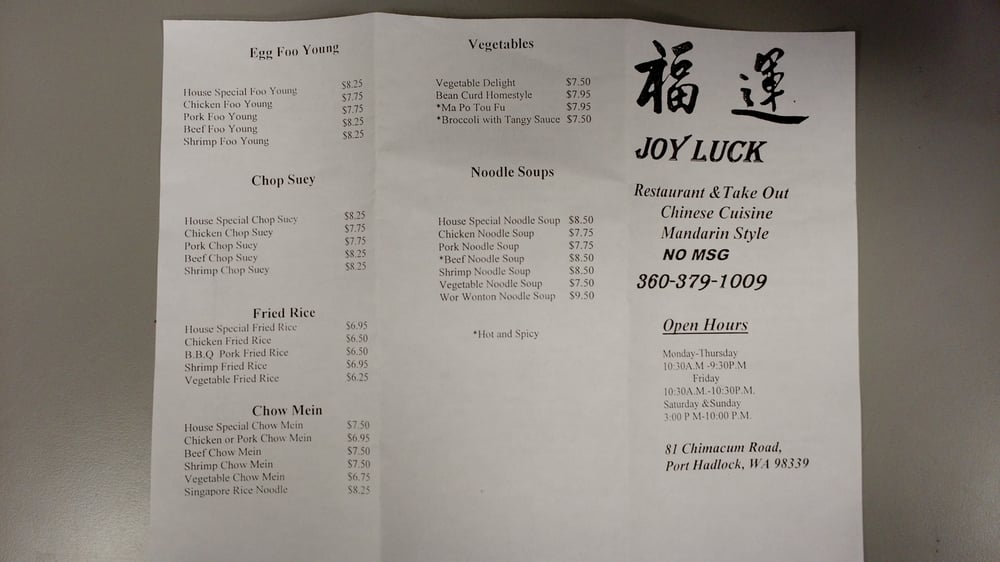 Egg Foo Young
House Special Foo Young $8.25
Chicken Foo Young $7.75
Pork Foo Young $7.75
Beef Foo Young $8.25
Shrimp Foo Young $8.25
Chop Suey
House Special Chop Suey $8.25
Chicken Chop Suey $7.75
Pork Chop Suey $7.75
Beef Chop Suey $8.25
Shrimp Chop Suey $8.25
Fried Rice
House Special Fried Rice $6.95
Chicken Fried Rice $6.50
B.B.Q Pork Fried Rice $6.50
Shrimp Fried Rice $6.95
Vegetable Fried Rice $6.25
Chow Mein
House Special Chow Mein $7.50
Chicken or Pork Chow Mein $6.95
Beef Chow Mein $7.50
Shrimp Chow Mein $7.50
Vegetable Chow Mein $6.75
Singapore Rice Noodle $8.25
Vegetables
Vegetable Delight $7.50
Bean Curd Homestyle $7.95
*Ma Po Tou Fu $7.95
*Broccoli with Tangy Sauce $7.50
Noodle Soups
House Special Noodle Soup $8.50
Chicken Noodle Soup $7.75
Pork Noodle Soup $7.75
*Beef Noodle Soup $8.50
Shrimp Noodle Soup $8.50
Vegetable Noodle Soup $7.50
Wor Wonton Noodle Soup $9.50
*Hot and Spicy
福運
JOY LUCK
Restaurant & Take Out
Chinese Cuisine
Mandarin Style
NO MSG
360-379-1009
Open Hours
Monday-Thursday
10:30A.M -9:30P.M
Friday
10:30A.M.-10:30P.M.
Saturday &Sunday
3:00 P M-10:00 P.M.
81 Chimacum Road,
Port Hadlock, WA 98339